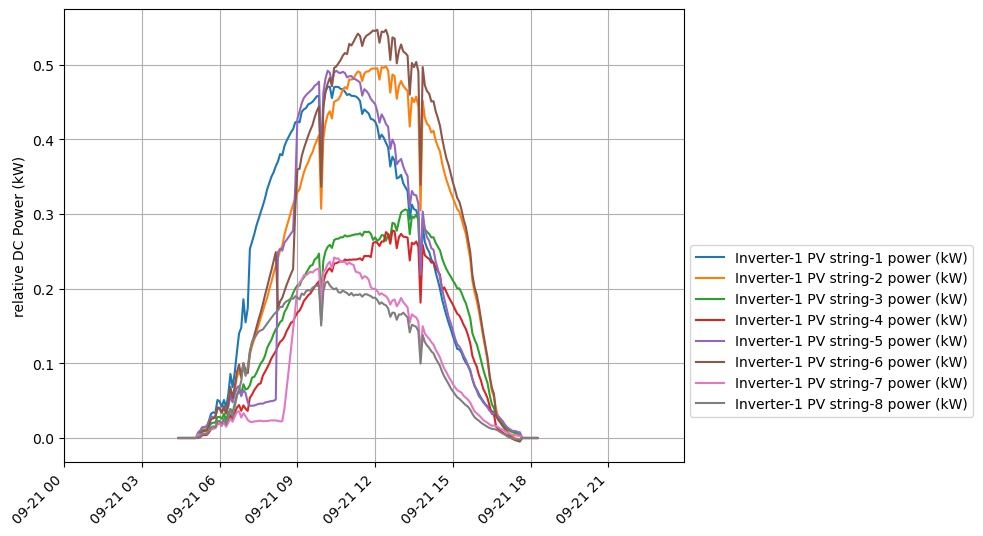 relative DC Power (kW)
0.5
0.4
0.3
0.2
0.1
0.0
09-21 00
09-21 03
09-21 06
09-21 09
09-21 12
09-21 15
09-21 18
09-21 21
Inverter-1 PV string-1 power (kW)
Inverter-1 PV string-2 power (kW)
Inverter-1 PV string-3 power (kW)
Inverter-1 PV string-4 power (kW)
Inverter-1 PV string-5 power (kW)
Inverter-1 PV string-6 power (kW)
Inverter-1 PV string-7 power (kW)
Inverter-1 PV string-8 power (kW)